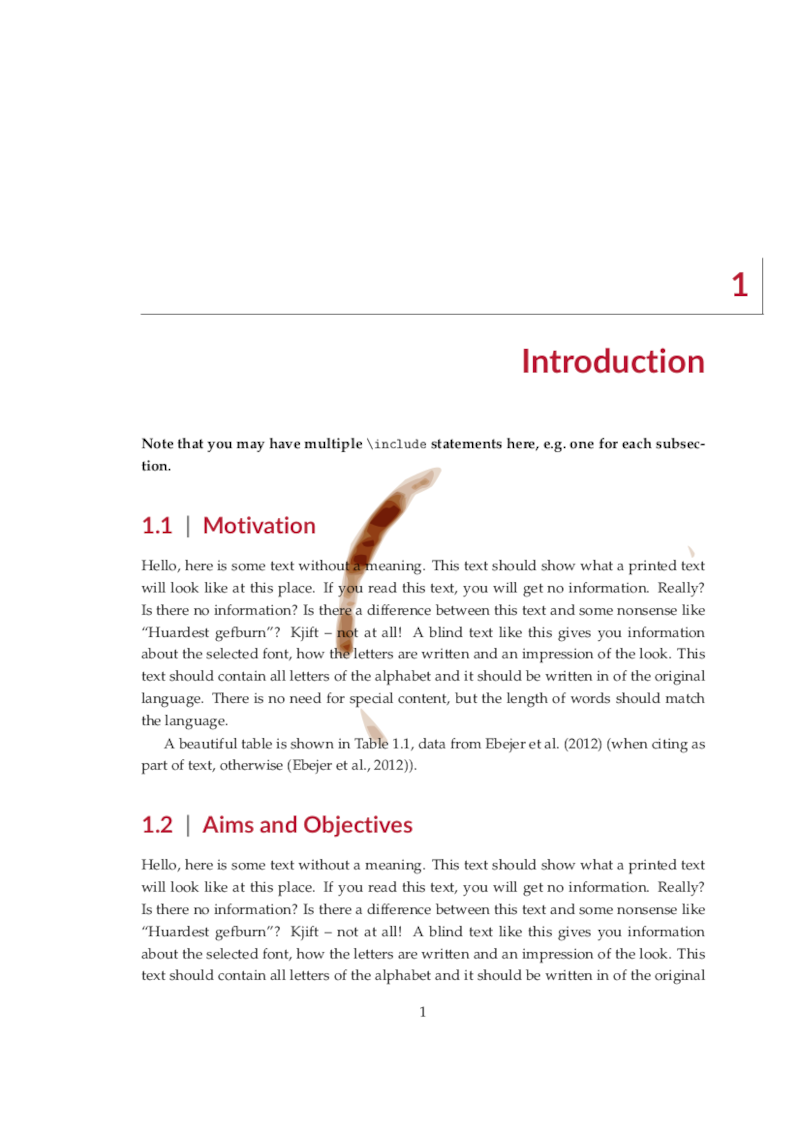 1
Introduction
Note that you may have multiple \include statements here, e.g. one for each subsec-
tion.
1.1 | Motivation
Hello, here is some text without a meaning. This text should show what a printed text
will look like at this place. If you read this text, you will get no information. Really?
Is there no information? Is there a difference between this text and some nonsense like
“Huardest gefburn”? Kjift – not at all! A blind text like this gives you information
about the selected font, how the letters are written and an impression of the look. This
text should contain all letters of the alphabet and it should be written in of the original
language. There is no need for special content, but the length of words should match
the language.
A beautiful table is shown in Table 1.1, data from Ebejer et al. (2012) (when citing as
part of text, otherwise (Ebejer et al., 2012)).
1.2 | Aims and Objectives
Hello, here is some text without a meaning. This text should show what a printed text
will look like at this place. If you read this text, you will get no information. Really?
Is there no information? Is there a difference between this text and some nonsense like
“Huardest gefburn”? Kjift – not at all! A blind text like this gives you information
about the selected font, how the letters are written and an impression of the look. This
text should contain all letters of the alphabet and it should be written in of the original
1